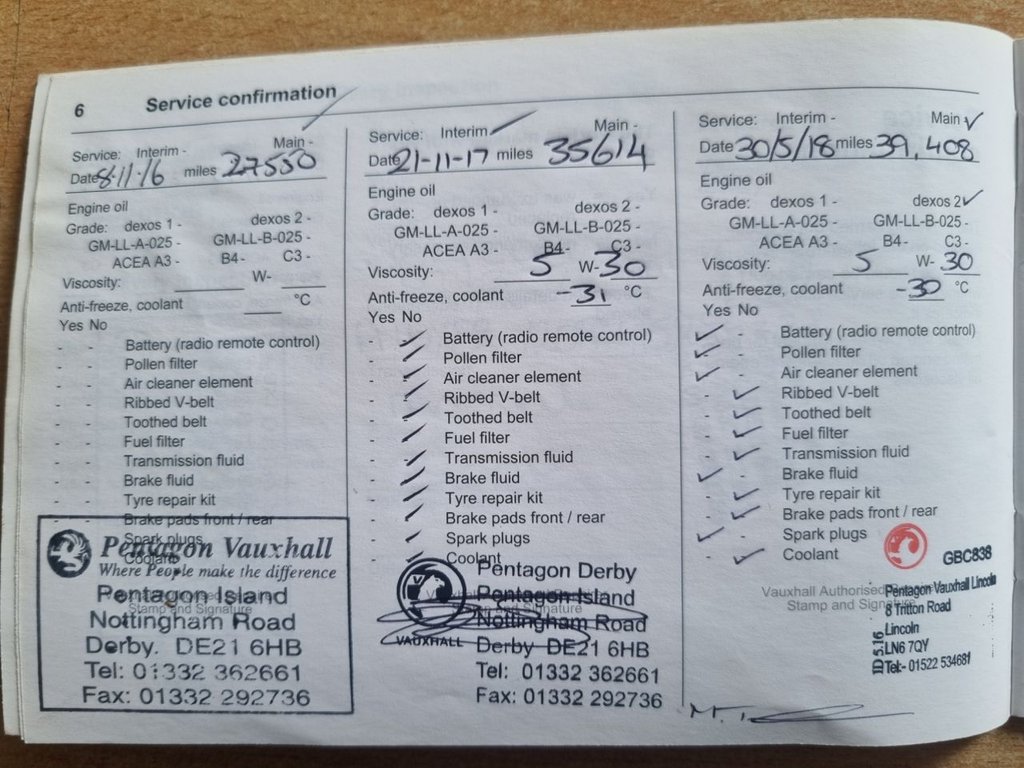 6
Service confirmation
Service: Interim - Main -
Date 8·11·16 miles 27550
Engine oil
Grade: dexos 1 - dexos 2 -
GM-LL-A-025 - GM-LL-B-025 -
ACEA A3 - B4 - C3 -
Viscosity: W-
Anti-freeze, coolant °C
Yes No
- - Battery (radio remote control)
- - Pollen filter
- - Air cleaner element
- - Ribbed V-belt
- - Toothed belt
- - Fuel filter
- - Transmission fluid
- - Brake fluid
- - Tyre repair kit
- - Brake pads front / rear
Spark plugs
Coolant
Pentagon Vauxhall
Where People make the difference
Stamp and Signature
Pentagon Island
Nottingham Road
Derby. DE21 6HB
Tel: 01332 362661
Fax: 01332 292736
Service: Interim ✓ Main -
Date 21-11-17 miles 35614
Engine oil
Grade: dexos 1 - dexos 2 -
GM-LL-A-025 - GM-LL-B-025 -
ACEA A3 - B4 - C3 -
Viscosity: 5 W-30
Anti-freeze, coolant -31 °C
Yes No
- ✓ Battery (radio remote control)
- ✓ Pollen filter
- ✓ Air cleaner element
- ✓ Ribbed V-belt
- ✓ Toothed belt
- ✓ Fuel filter
- ✓ Transmission fluid
- ✓ Brake fluid
- ✓ Tyre repair kit
- ✓ Brake pads front / rear
- ✓ Spark plugs
- ✓ Coolant
VAUXHALL
Pentagon Derby
Pentagon Island
Nottingham Road
Derby DE21 6HB
Tel: 01332 362661
Fax: 01332 292736
Service: Interim - Main ✓
Date 30/5/18 miles 39,408
Engine oil
Grade: dexos 1 - dexos 2 ✓
GM-LL-A-025 - GM-LL-B-025 -
ACEA A3 - B4 - C3 -
Viscosity: 5 W-30
Anti-freeze, coolant -30 °C
Yes No
✓ - Battery (radio remote control)
✓ - Pollen filter
✓ - Air cleaner element
- ✓ Ribbed V-belt
- ✓ Toothed belt
- ✓ Fuel filter
- ✓ Transmission fluid
✓ - Brake fluid
- ✓ Tyre repair kit
- ✓ Brake pads front / rear
✓ - Spark plugs
- ✓ Coolant
GBC838
Vauxhall Authorised
Stamp and Signature
Pentagon Vauxhall Lincoln
8 Tritton Road
Lincoln
LN6 7QY
Tel:- 01522 534681
ID 5.16